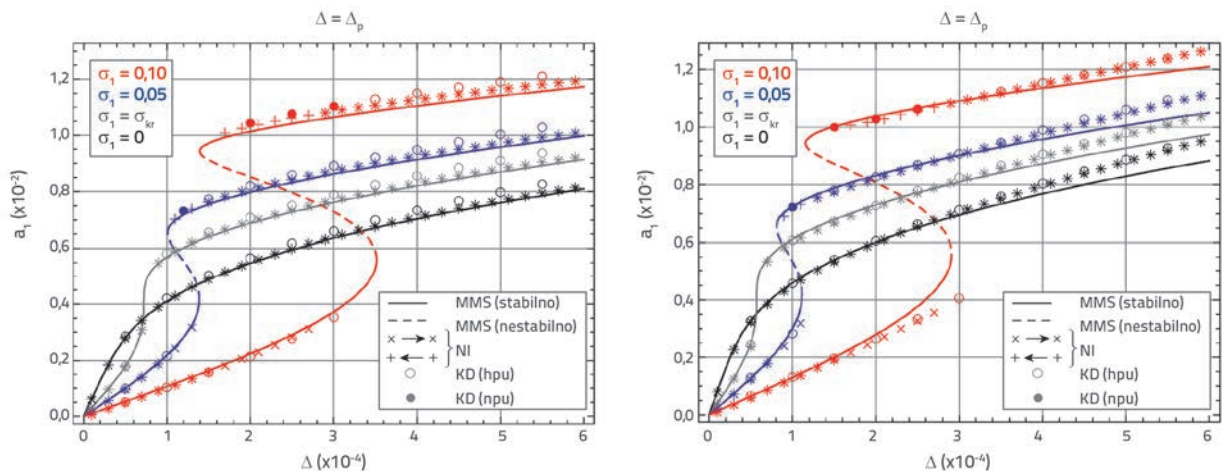 Δ = Δp
σ1 = 0,10
σ1 = 0,05
σ1 = σkr
σ1 = 0
1,2
1,0
0,8
0,6
0,4
0,2
0,0
a1 (x10-2)
MMS (stabilno)
MMS (nestabilno)
NI
KD (hpu)
KD (npu)
0 1 2 3 4 5 6
Δ (x10-4)
Δ = Δp
σ1 = 0,10
σ1 = 0,05
σ1 = σkr
σ1 = 0
1,2
1,0
0,8
0,6
0,4
0,2
0,0
a1 (x10-2)
MMS (stabilno)
MMS (nestabilno)
NI
KD (hpu)
KD (npu)
0 1 2 3 4 5 6
Δ (x10-4)